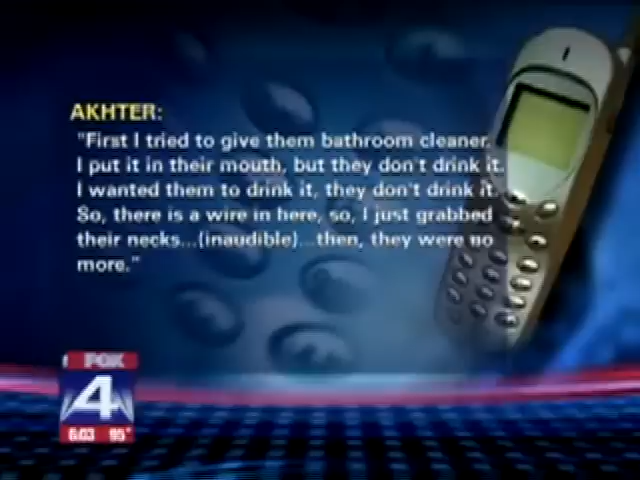 AKHTER:
"First I tried to give them bathroom cleaner.
I put it in their mouth, but they don't drink it.
I wanted them to drink it, they don't drink it.
So, there is a wire in here, so, I just grabbed
their necks...(inaudible)...then, they were no
more."
FOX
4
6:03 95°